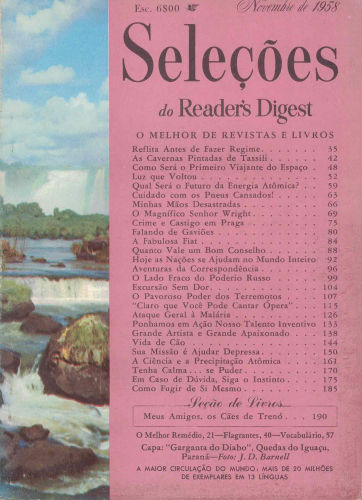 Esc. 6$00 Novembro de 1958
Seleções
do Reader's Digest
O MELHOR DE REVISTAS E LIVROS
Reflita Antes de Fazer Regime . . . . . . 35
As Cavernas Pintadas de Tassili . . . . . 42
Como Será o Primeiro Viajante do Espaço . 48
Luz que Voltou . . . . . . . . . . . . . 52
Qual Será o Futuro da Energia Atômica? . . 59
Cuidado com os Pneus Cansados! . . . . . 63
Minhas Mãos Desastradas . . . . . . . . . 66
O Magnífico Senhor Wright . . . . . . . . 69
Crime e Castigo em Praga . . . . . . . . 75
Falando de Gaviões . . . . . . . . . . . 80
A Fabulosa Fiat . . . . . . . . . . . . . 84
Quanto Vale um Bom Conselho . . . . . . . 88
Hoje as Nações se Ajudam no Mundo Inteiro 92
Aventuras da Correspondência . . . . . . 96
O Lado Fraco do Poderio Russo . . . . . . 99
Excursão Sem Dor . . . . . . . . . . . . 104
O Pavoroso Poder dos Terremotos . . . . . 107
"Claro que Você Pode Cantar Ópera" . . . 115
Ataque Geral à Malária . . . . . . . . . 126
Ponhamos em Ação Nosso Talento Inventivo 133
Grande Artista e Grande Apaixonado . . . 138
Vida de Cão . . . . . . . . . . . . . . . 144
Sua Missão é Ajudar Depressa . . . . . . 150
A Ciência e a Precipitação Atômica . . . 161
Tenha Calma... se Puder . . . . . . . . . 170
Em Caso de Dúvida, Siga o Instinto . . . 175
Como Fugir de Si Mesmo . . . . . . . . . 185
Seção de Livros
Meus Amigos, os Cães de Trenó . . . 190
O Melhor Remédio, 21—Flagrantes, 40—Vocabulário, 57
Capa: "Garganta do Diabo", Quedas do Iguaçu,
Paraná—Foto: J. D. Barnell
A MAIOR CIRCULAÇÃO DO MUNDO: MAIS DE 20 MILHÕES
DE EXEMPLARES EM 13 LÍNGUAS